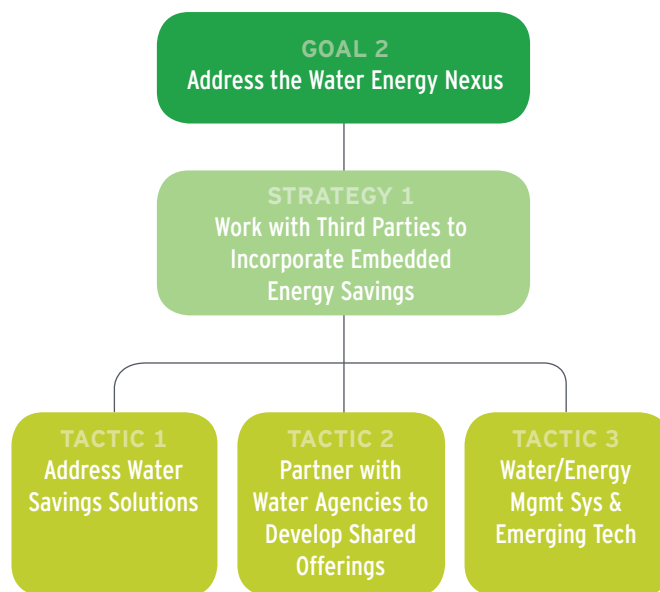 GOAL 2
Address the Water Energy Nexus
STRATEGY 1
Work with Third Parties to
Incorporate Embedded
Energy Savings
TACTIC 1
Address Water
Savings Solutions
TACTIC 2
Partner with
Water Agencies to
Develop Shared
Offerings
TACTIC 3
Water/Energy
Mgmt Sys &
Emerging Tech